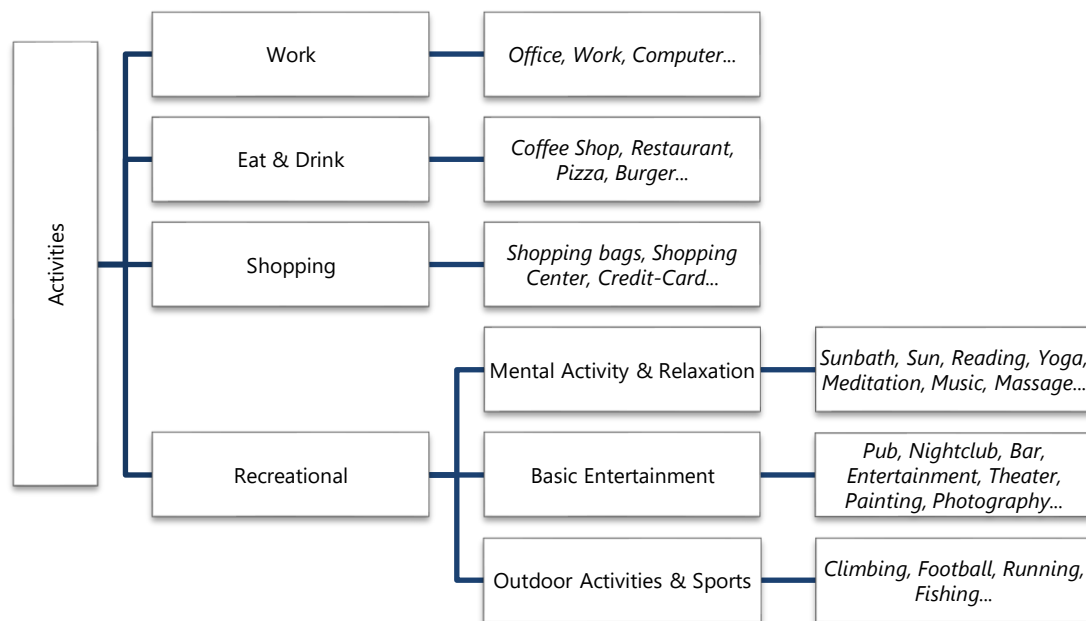 Activities
Work
Office, Work, Computer...
Eat & Drink
Coffee Shop, Restaurant,
Pizza, Burger...
Shopping
Shopping bags, Shopping
Center, Credit-Card...
Recreational
Mental Activity & Relaxation
Sunbath, Sun, Reading, Yoga,
Meditation, Music, Massage...
Basic Entertainment
Pub, Nightclub, Bar,
Entertainment, Theater,
Painting, Photography...
Outdoor Activities & Sports
Climbing, Football, Running,
Fishing...